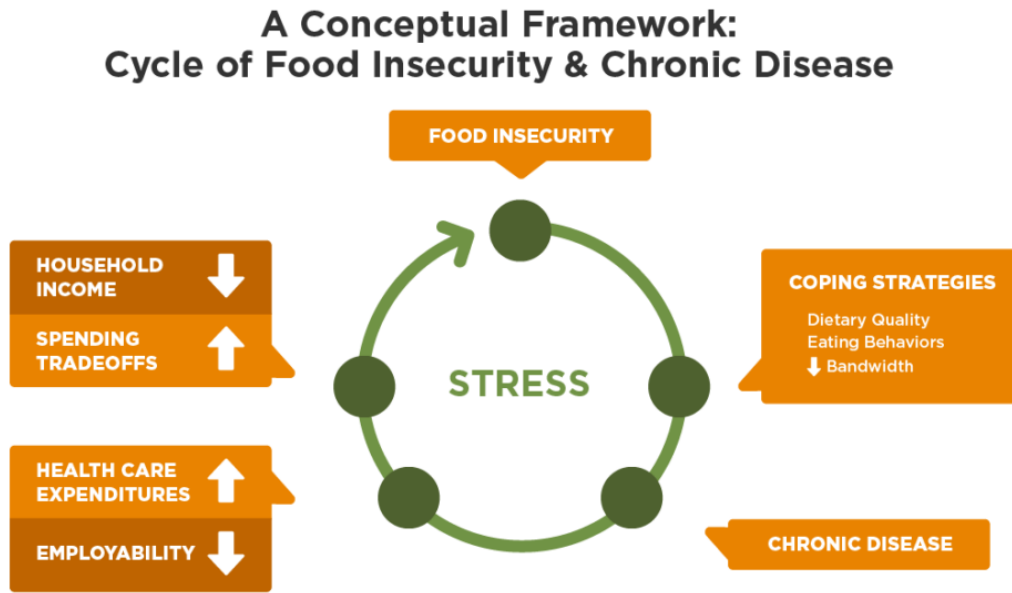 A Conceptual Framework:
Cycle of Food Insecurity & Chronic Disease
FOOD INSECURITY
HOUSEHOLD
INCOME
SPENDING
TRADEOFFS
STRESS
COPING STRATEGIES
Dietary Quality
Eating Behaviors
Bandwidth
HEALTH CARE
EXPENDITURES
EMPLOYABILITY
CHRONIC DISEASE